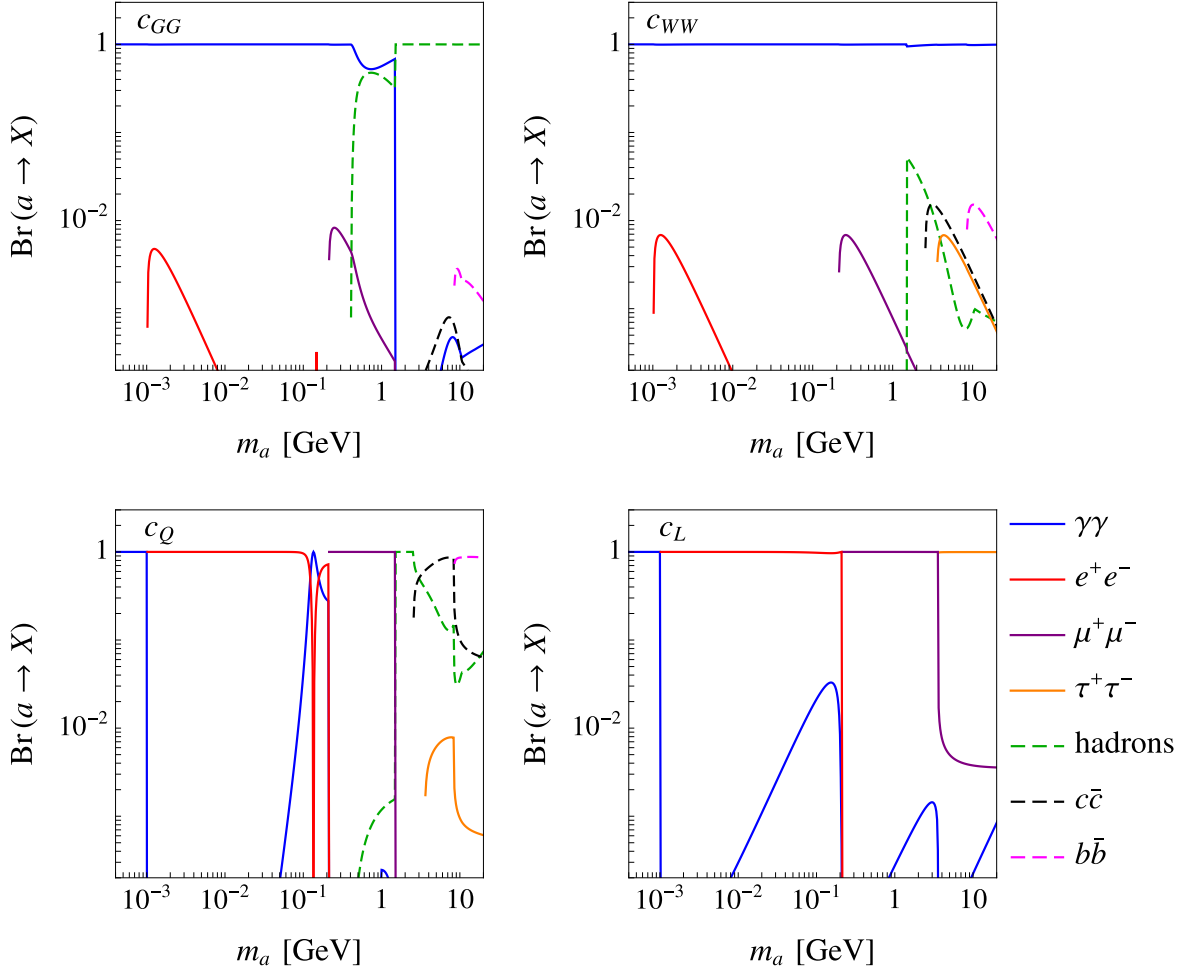 c_GG
c_WW
Br (a → X)
1
10^-2
10^-3 10^-2 10^-1 1 10
m_a [GeV]
Br (a → X)
1
10^-2
10^-3 10^-2 10^-1 1 10
m_a [GeV]
c_Q
c_L
Br (a → X)
1
10^-2
10^-3 10^-2 10^-1 1 10
m_a [GeV]
Br (a → X)
1
10^-2
10^-3 10^-2 10^-1 1 10
m_a [GeV]
γγ
e^+ e^-
μ^+ μ^-
τ^+ τ^-
hadrons
cc̄
bb̄